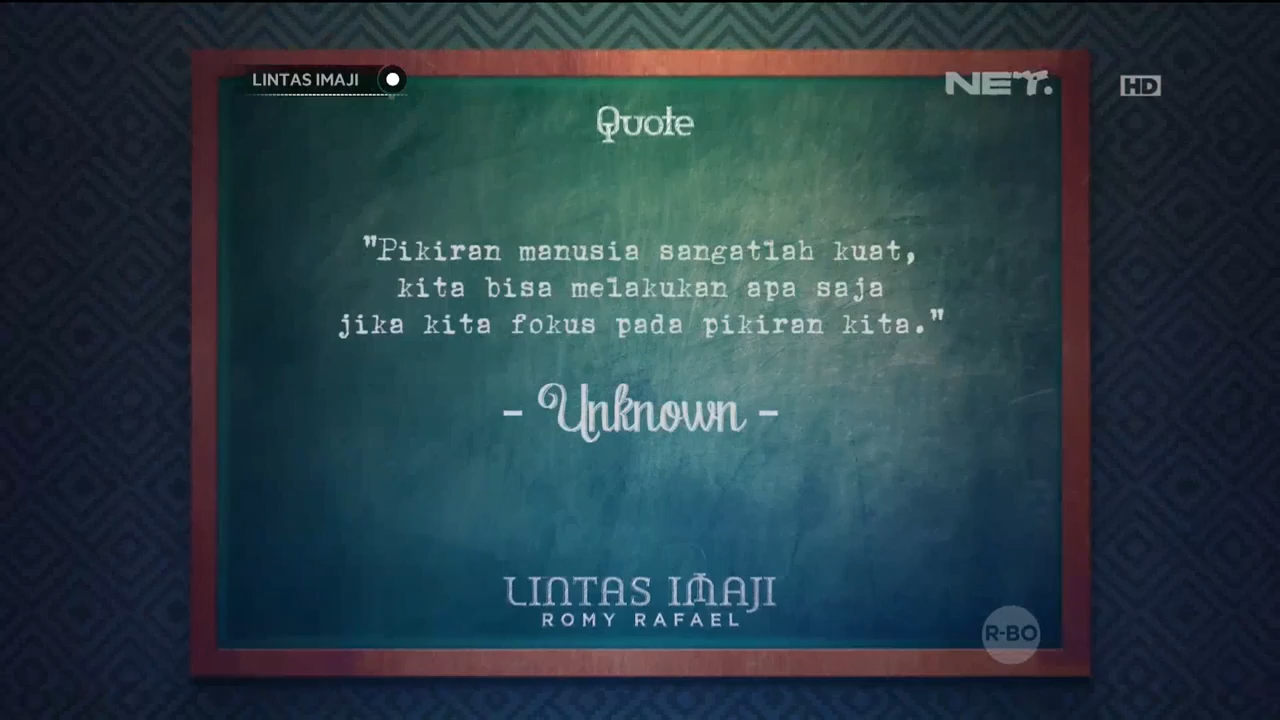 LINTAS IMAJI
NET.
HD
Quote
"Pikiran manusia sangatlah kuat,
kita bisa melakukan apa saja
jika kita fokus pada pikiran kita."
- Unknown -
LINTAS IMAJI
ROMY RAFAEL
R-BO